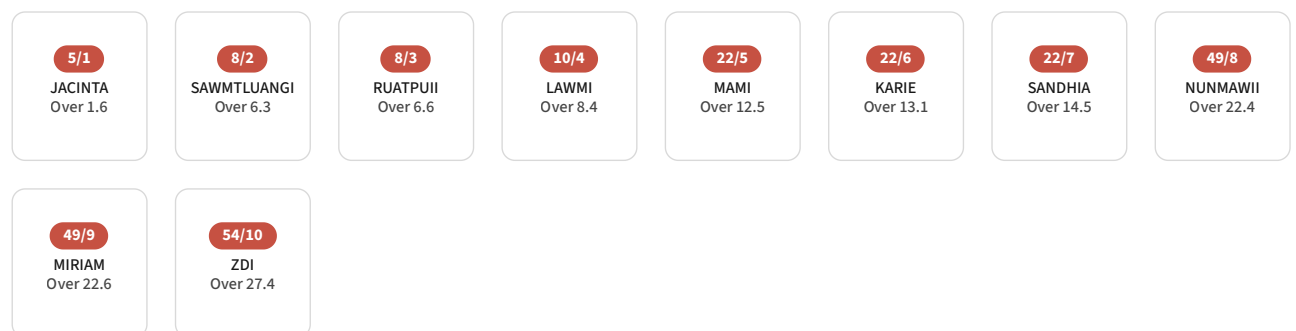 5/1
JACINTA
Over 1.6
8/2
SAWMTLUANGI
Over 6.3
8/3
RUATPUII
Over 6.6
10/4
LAWMI
Over 8.4
22/5
MAMI
Over 12.5
22/6
KARIE
Over 13.1
22/7
SANDHIA
Over 14.5
49/8
NUNMAWII
Over 22.4
49/9
MIRIAM
Over 22.6
54/10
ZDI
Over 27.4